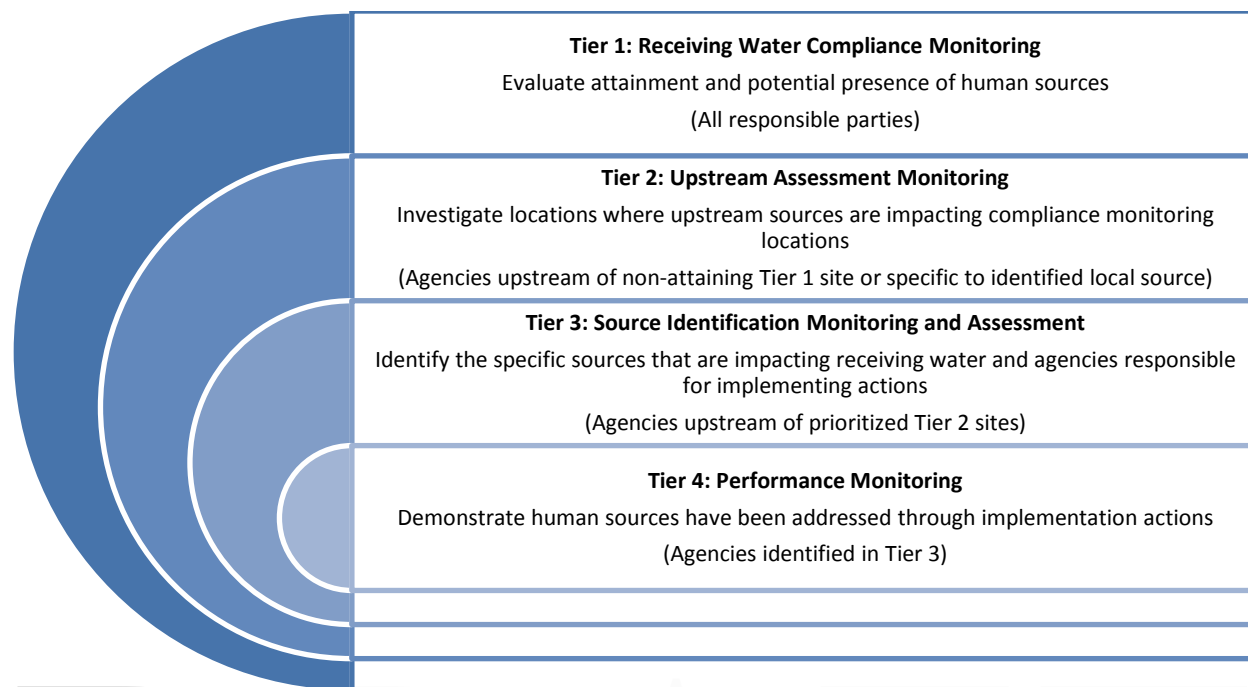 Tier 1: Receiving Water Compliance Monitoring
Evaluate attainment and potential presence of human sources
(All responsible parties)
Tier 2: Upstream Assessment Monitoring
Investigate locations where upstream sources are impacting compliance monitoring
locations
(Agencies upstream of non-attaining Tier 1 site or specific to identified local source)
Tier 3: Source Identification Monitoring and Assessment
Identify the specific sources that are impacting receiving water and agencies responsible
for implementing actions
(Agencies upstream of prioritized Tier 2 sites)
Tier 4: Performance Monitoring
Demonstrate human sources have been addressed through implementation actions
(Agencies identified in Tier 3)